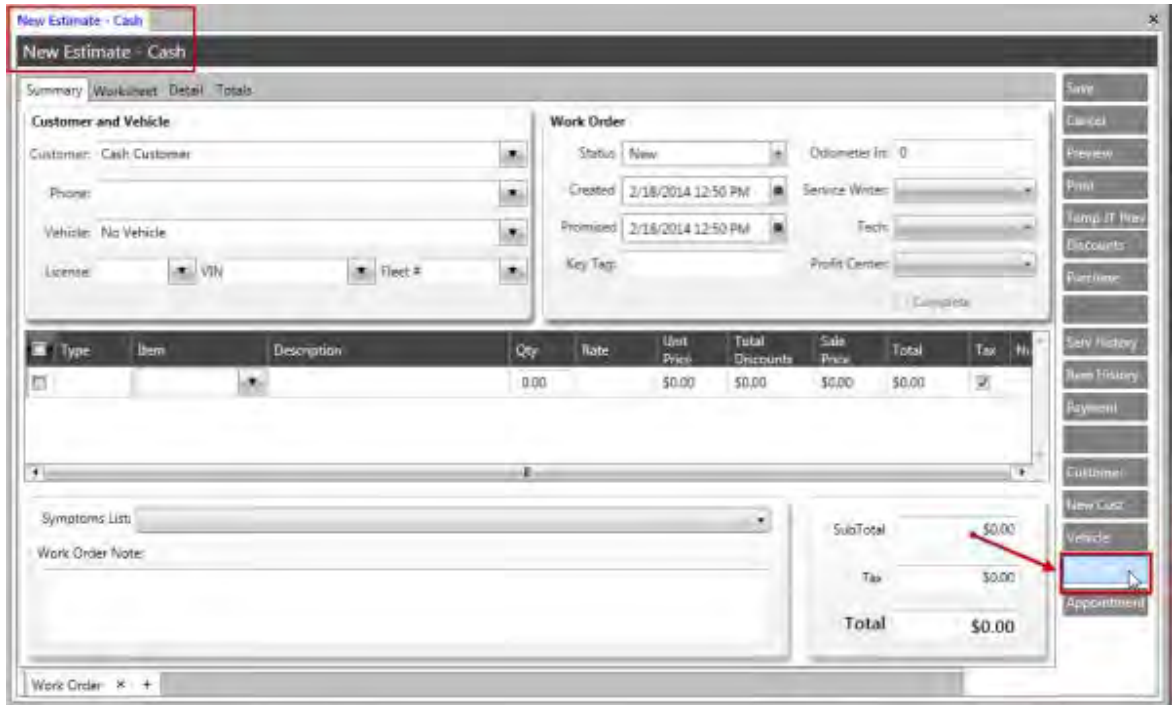 New Estimate - Cash
New Estimate - Cash
Summary Worksheet Detail Totals
Customer and Vehicle
Customer: Cash Customer
Phone:
Vehicle: No Vehicle
License: VIN Fleet #
Work Order
Status New Odometer In: 0
Created 2/18/2014 12:50 PM Service Writer:
Promised 2/18/2014 12:50 PM Tech:
Key Tag: Profit Center:
Complete
Type Item Description Qty Rate Unit Price Total Discounts Sale Price Total Tax
0.00 $0.00 $0.00 $0.00 $0.00
Symptoms List:
Work Order Note:
SubTotal $0.00
Tax $0.00
Total $0.00
Work Order × +
Save
Cancel
Preview
Print
Discounts
Purchase
Serv History
Item History
Payment
Customer
New Cust
Vehicle
Appointment